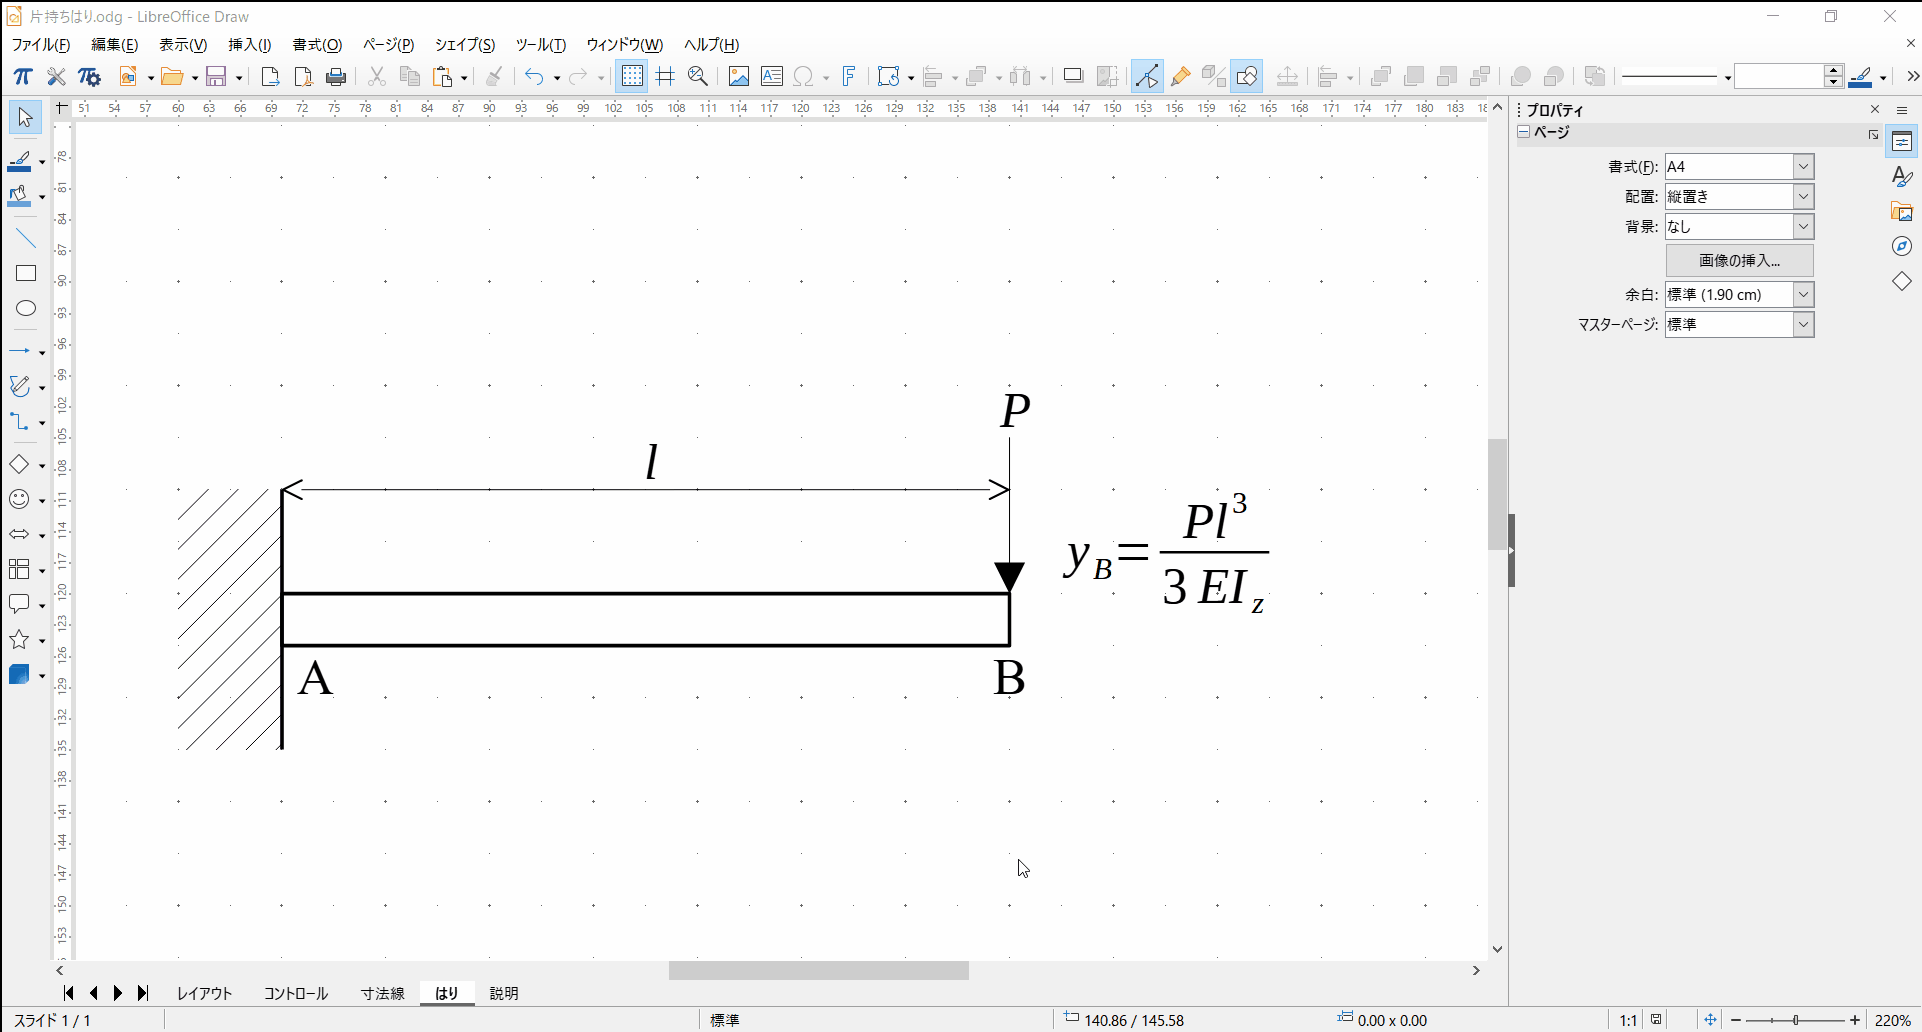 片持ちはり.odg - LibreOffice Draw
ファイル(F) 編集(E) 表示(V) 挿入(I) 書式(O) ページ(P) シェイプ(S) ツール(T) ウィンドウ(W) ヘルプ(H)
51 54 57 60 63 66 69 72 75 78 81 84 87 90 93 96 99 102 105 108 111 114 117 120 123 126 129 132 135 138 141 144 147 150 153 156 159 162 165 168 171 174 177 180 183
78 81 84 87 90 93 96 99 102 105 108 111 114 117 120 123 126 129 132 135 138 141 144 147 150 153
P
l
y_B = Pl^3 / 3 EI_z
A B
プロパティ
ページ
書式(F): A4
配置: 縦置き
背景: なし
画像の挿入...
余白: 標準 (1.90 cm)
マスターページ: 標準
レイアウト コントロール 寸法線 はり 説明
スライド 1 / 1 標準 140.86 / 145.58 0.00 x 0.00 1:1 220%